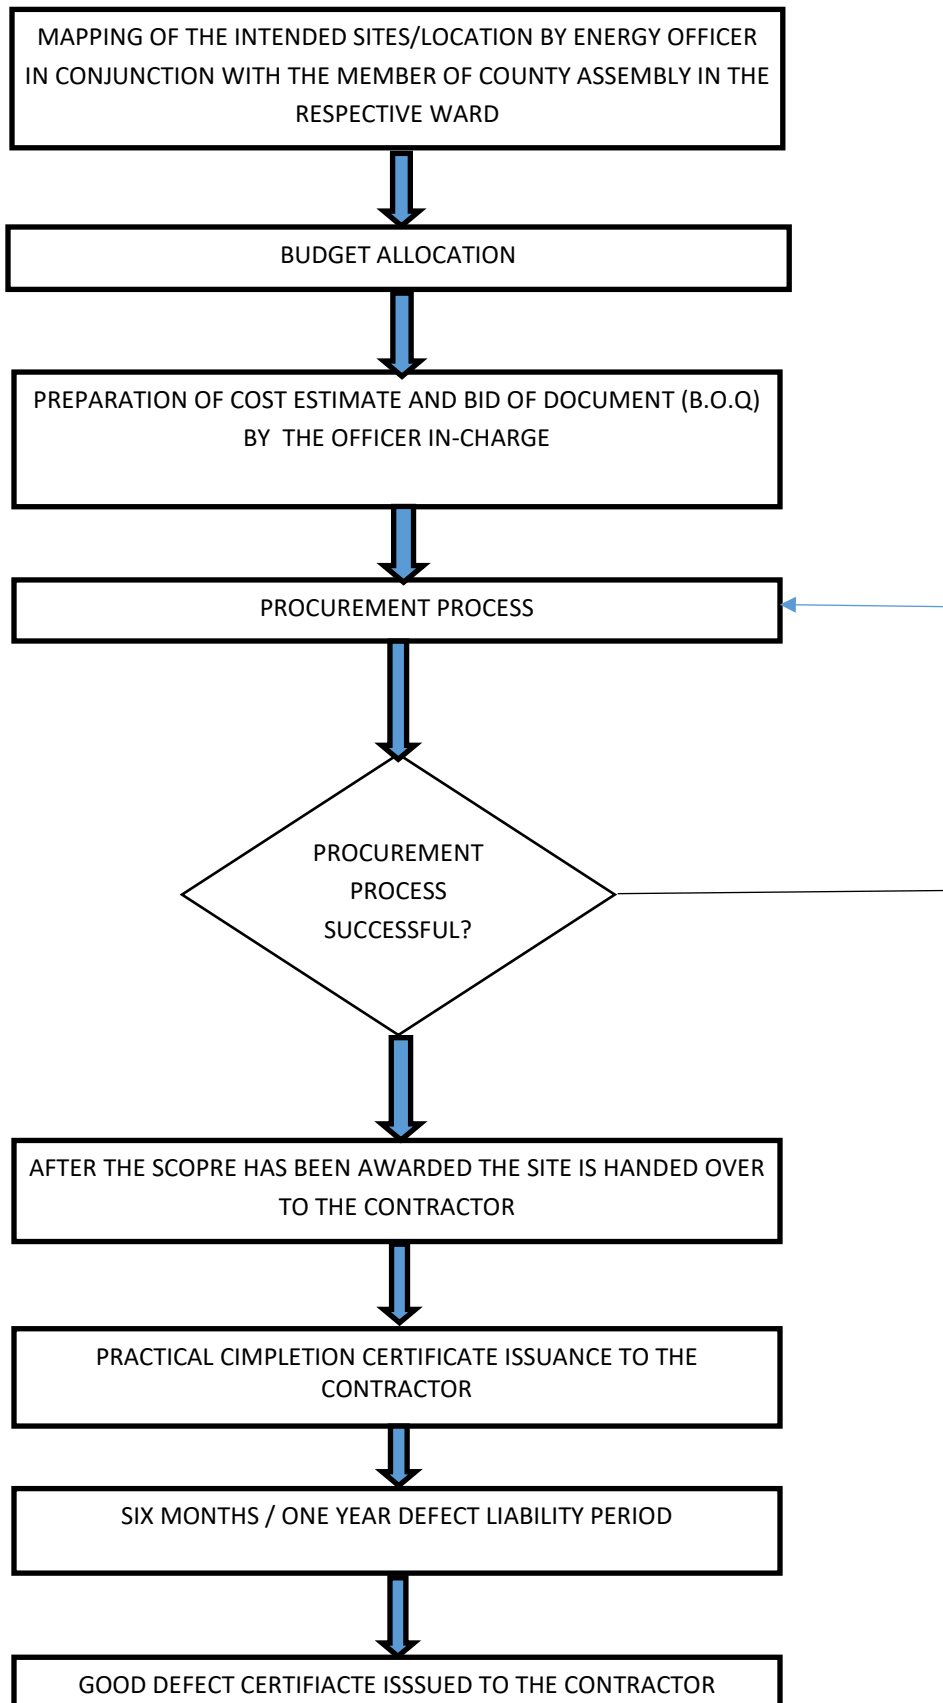 MAPPING OF THE INTENDED SITES/LOCATION BY ENERGY OFFICER
IN CONJUNCTION WITH THE MEMBER OF COUNTY ASSEMBLY IN THE
RESPECTIVE WARD
BUDGET ALLOCATION
PREPARATION OF COST ESTIMATE AND BID OF DOCUMENT (B.O.Q)
BY THE OFFICER IN-CHARGE
PROCUREMENT PROCESS
PROCUREMENT
PROCESS
SUCCESSFUL?
AFTER THE SCOPRE HAS BEEN AWARDED THE SITE IS HANDED OVER
TO THE CONTRACTOR
PRACTICAL CIMPLETION CERTIFICATE ISSUANCE TO THE
CONTRACTOR
SIX MONTHS / ONE YEAR DEFECT LIABILITY PERIOD
GOOD DEFECT CERTIFIACTE ISSSUED TO THE CONTRACTOR